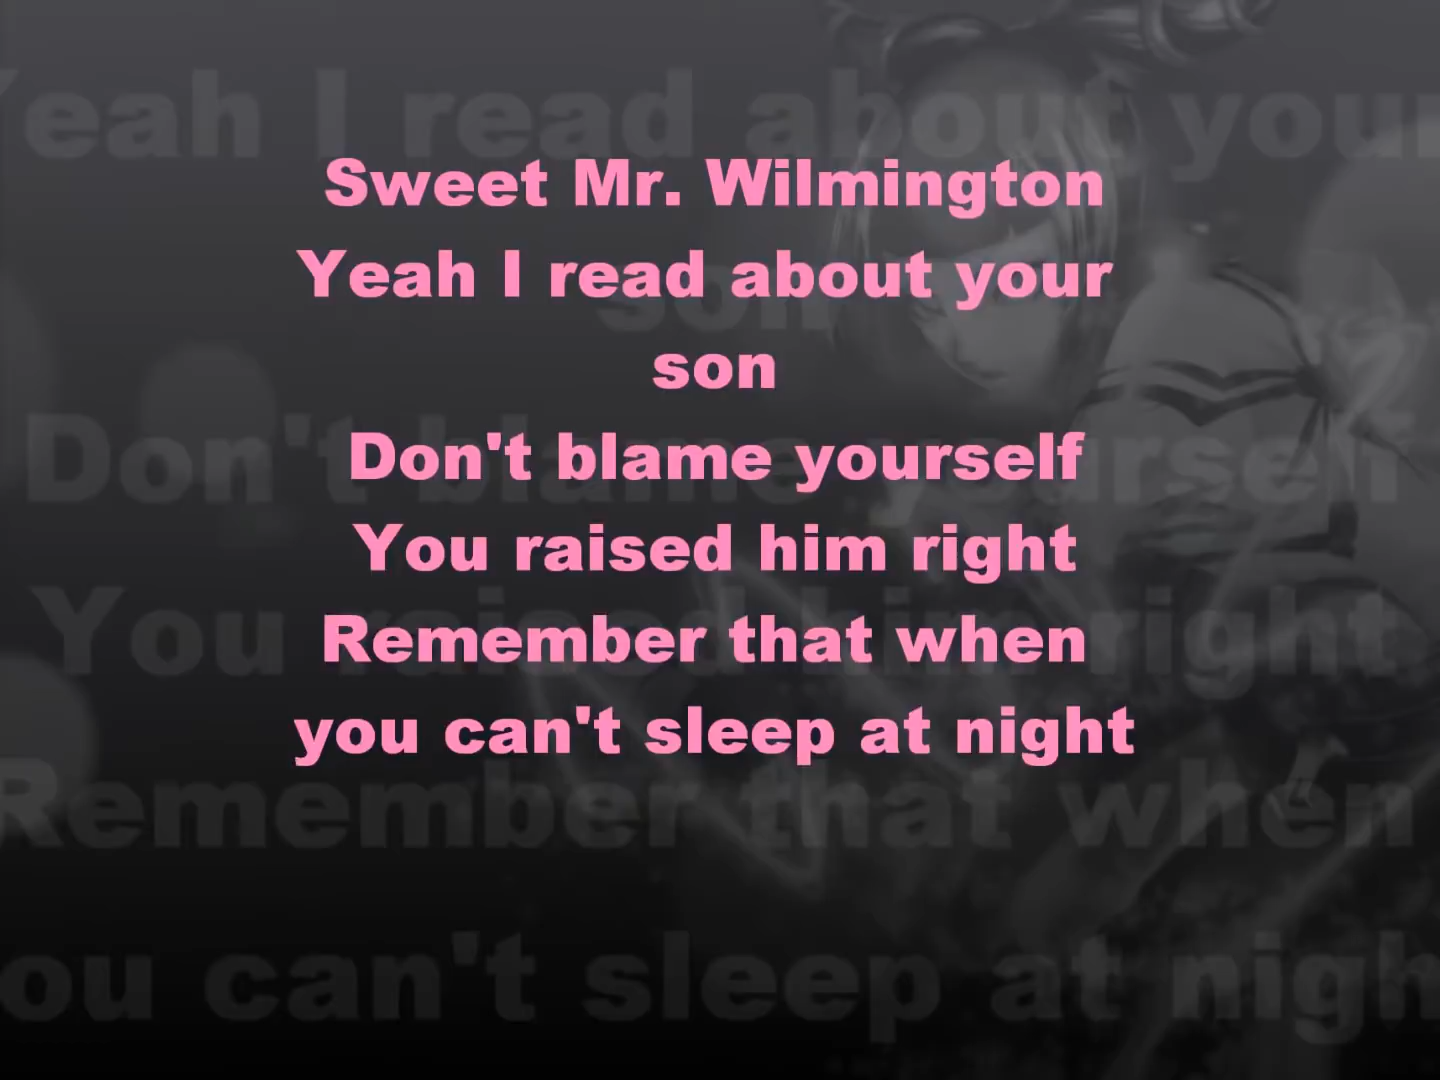 Sweet Mr. Wilmington
Yeah I read about your
son
Don't blame yourself
You raised him right
Remember that when
you can't sleep at night